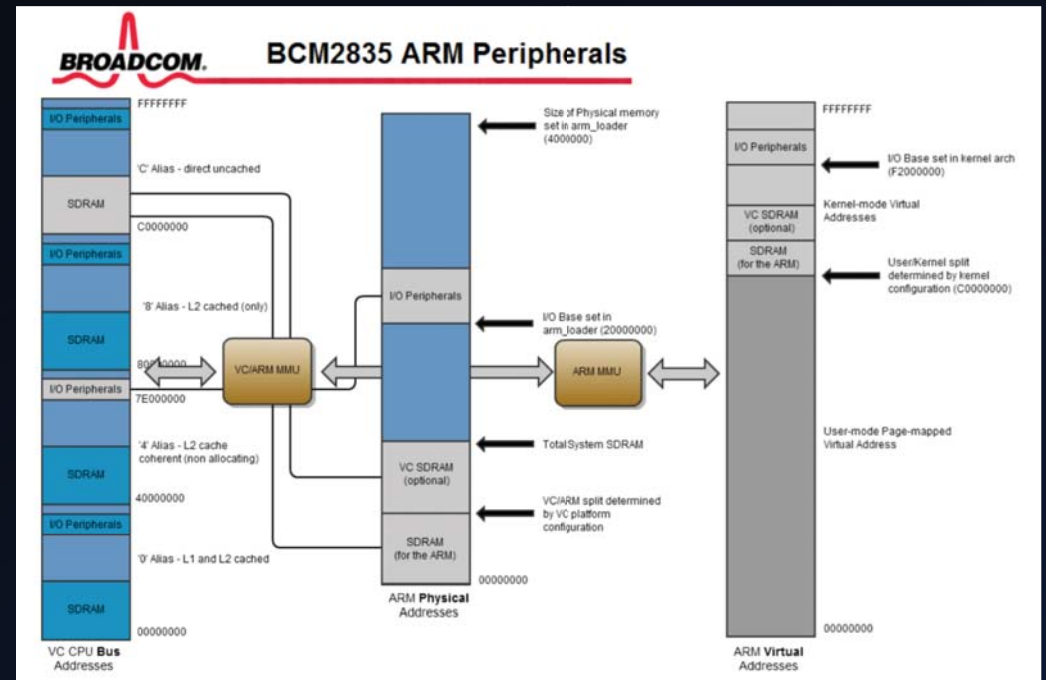 BROADCOM.
BCM2835 ARM Peripherals
FFFFFFFF
I/O Peripherals
'C' Alias - direct uncached
SDRAM
C0000000
I/O Peripherals
'8' Alias - L2 cached (only)
SDRAM
80000000
I/O Peripherals
7E000000
'4' Alias - L2 cache
coherent (non allocating)
SDRAM
40000000
I/O Peripherals
'0' Alias - L1 and L2 cached
SDRAM
00000000
VC CPU Bus
Addresses
VC/ARM MMU
Size of Physical memory
set in arm_loader
(4000000)
I/O Peripherals
I/O Base set in
arm_loader (20000000)
Total System SDRAM
VC SDRAM
(optional)
VC/ARM split determined
by VC platform
configuration
SDRAM
(for the ARM)
00000000
ARM Physical
Addresses
ARM MMU
FFFFFFFF
I/O Peripherals
I/O Base set in kernel arch
(F2000000)
Kernel-mode Virtual
Addresses
VC SDRAM
(optional)
SDRAM
(for the ARM)
User/Kernel split
determined by kernel
configuration (C0000000)
User-mode Page-mapped
Virtual Address
00000000
ARM Virtual
Addresses